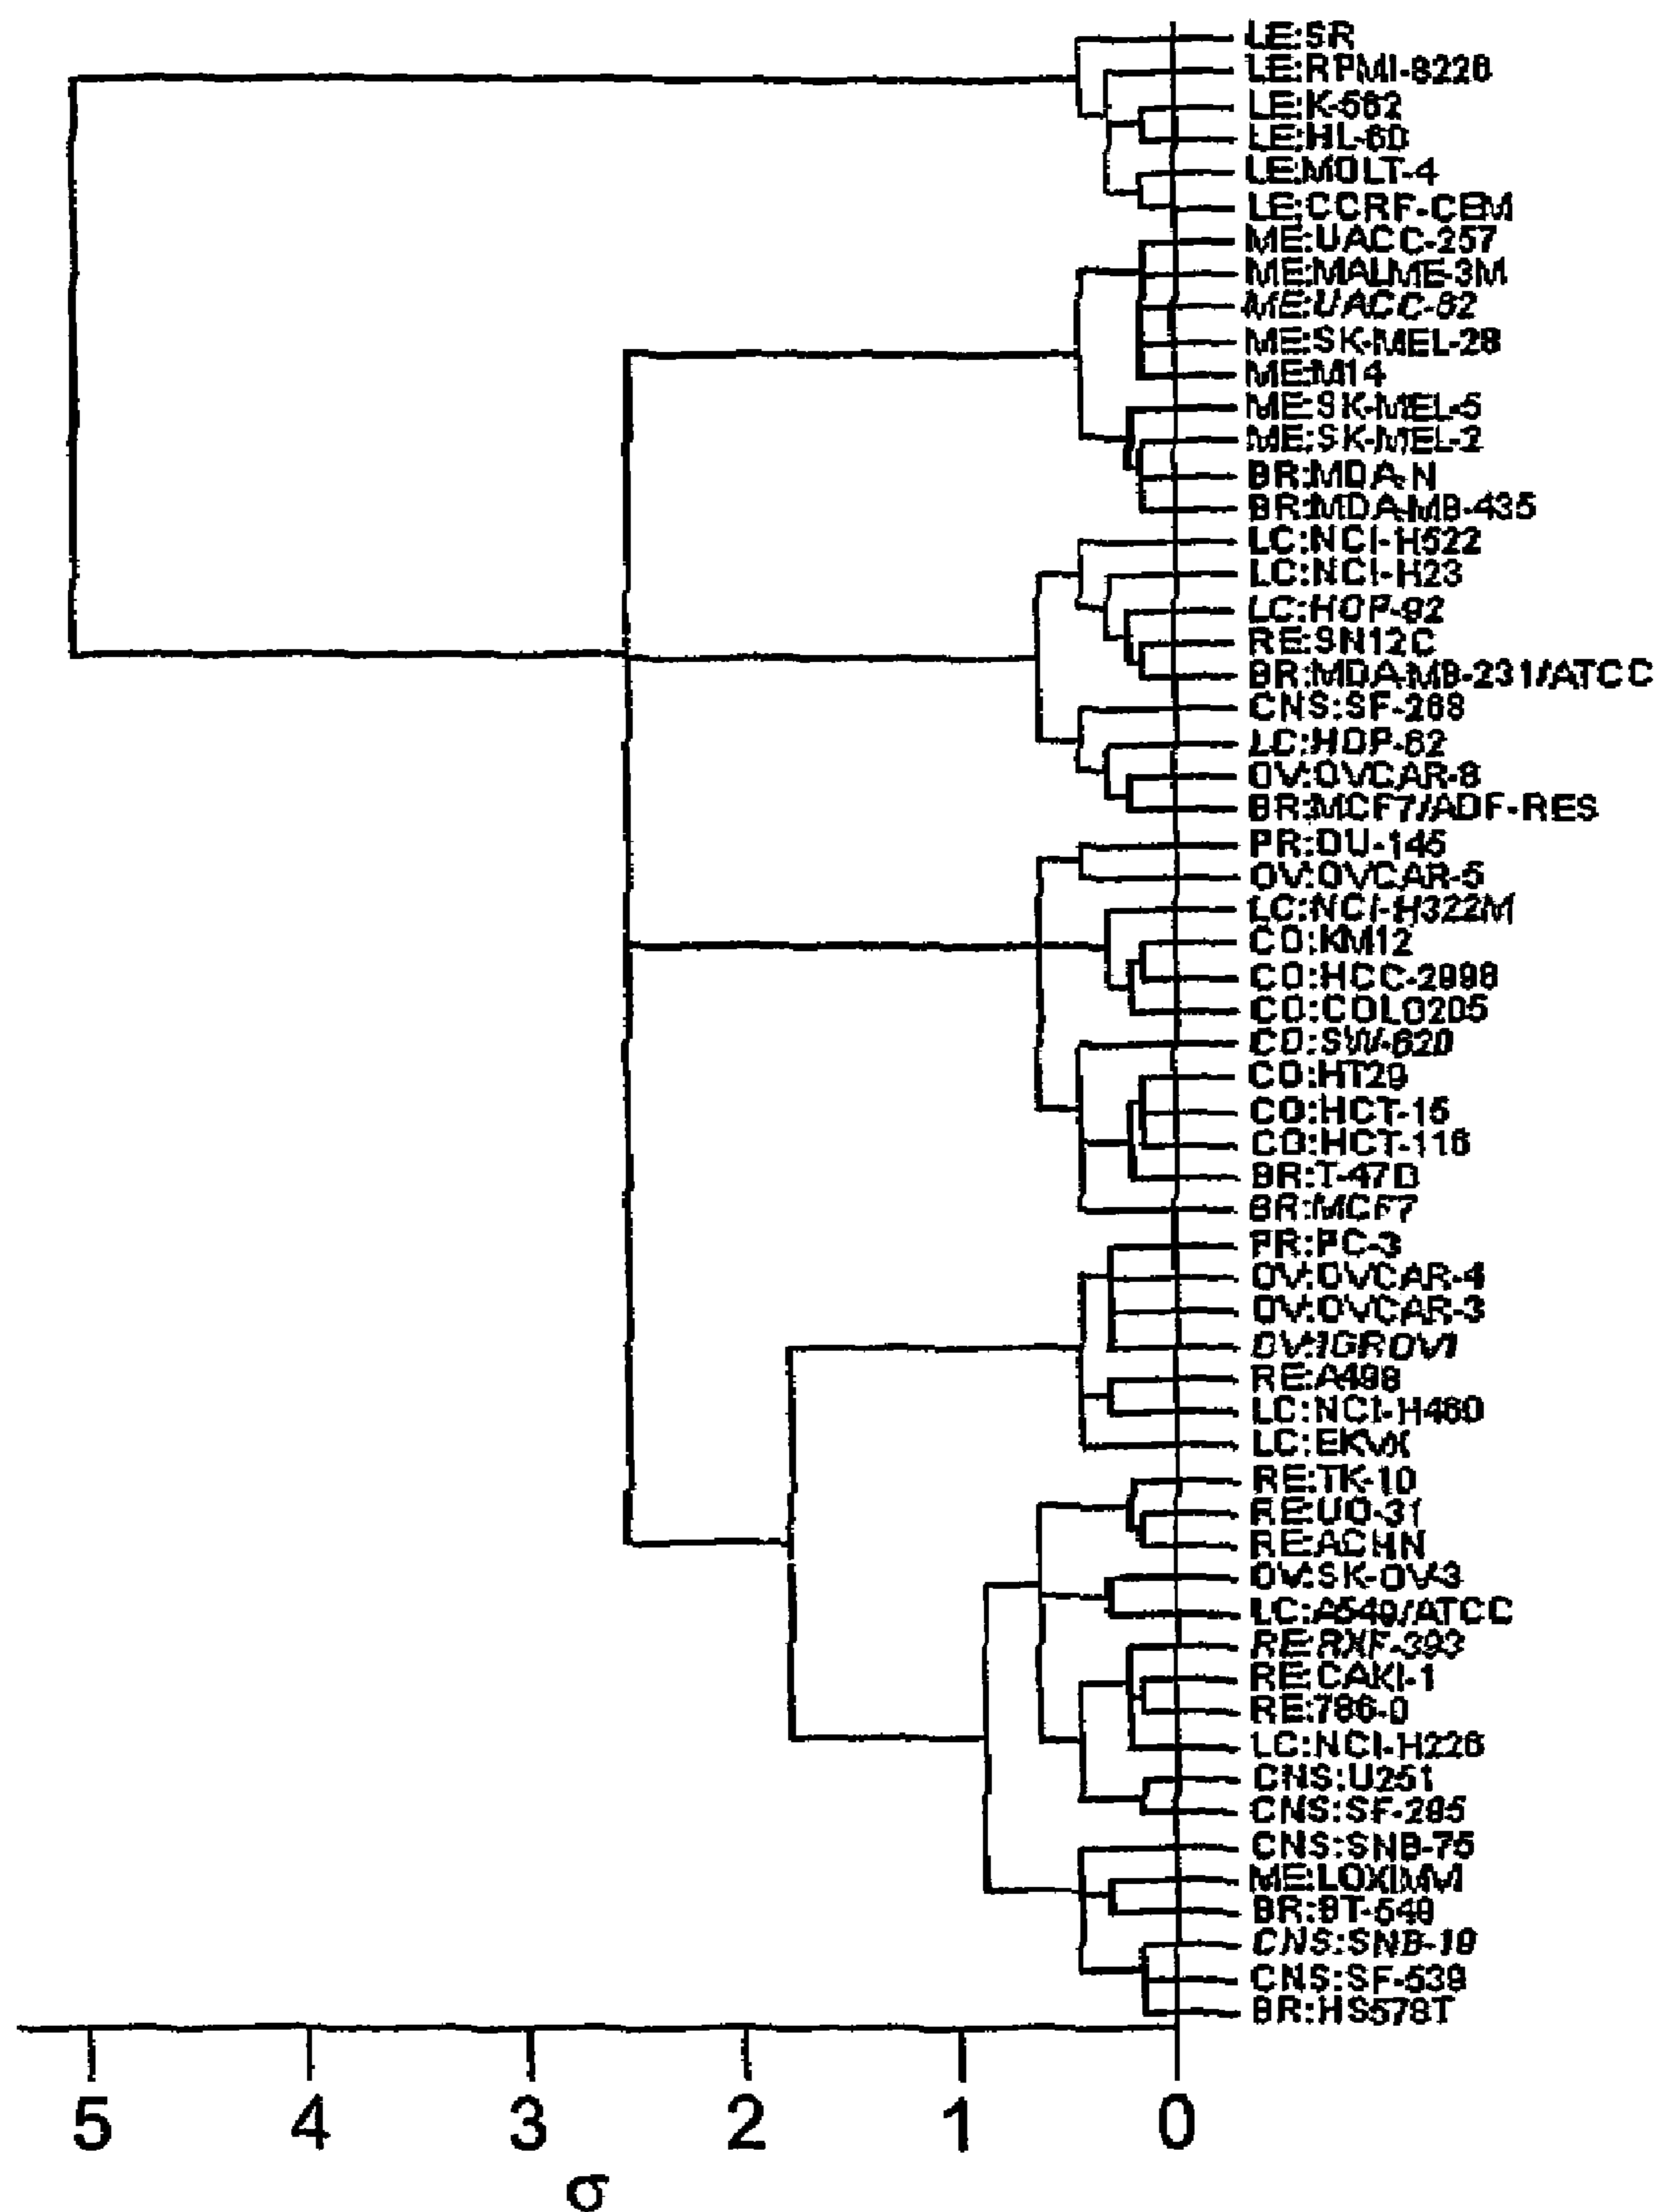 LE:SR
LE:RPMI-8226
LE:K-562
LE:HL-60
LE:MOLT-4
LE:CCRF-CEM
ME:UACC-257
ME:MALME-3M
ME:UACC-62
ME:SK-MEL-28
ME:M14
ME:SK-MEL-5
ME:SK-MEL-2
BR:MDA-N
BR:MDA-MB-435
LC:NCI-H522
LC:NCI-H23
LC:HOP-92
RE:SN12C
BR:MDA-MB-231/ATCC
CNS:SF-268
LC:HOP-62
OV:OVCAR-8
BR:MCF7/ADF-RES
PR:DU-145
OV:OVCAR-5
LC:NCI-H322M
CO:KM12
CO:HCC-2998
CO:COLO205
CO:SW-620
CO:HT29
CO:HCT-15
CO:HCT-116
BR:T-47D
BR:MCF7
PR:PC-3
OV:OVCAR-4
OV:OVCAR-3
OV:IGROVI
RE:A498
LC:NCI-H460
LC:EKVX
RE:TK-10
RE:UO-31
RE:ACHN
OV:SK-OV-3
LC:A549/ATCC
RE:RXF-393
RE:CAKI-1
RE:786-0
LC:NCI-H226
CNS:U251
CNS:SF-295
CNS:SNB-75
ME:LOXIMVI
BR:BT-549
CNS:SNB-19
CNS:SF-539
BR:HS578T
5 4 3 2 1 0
σ